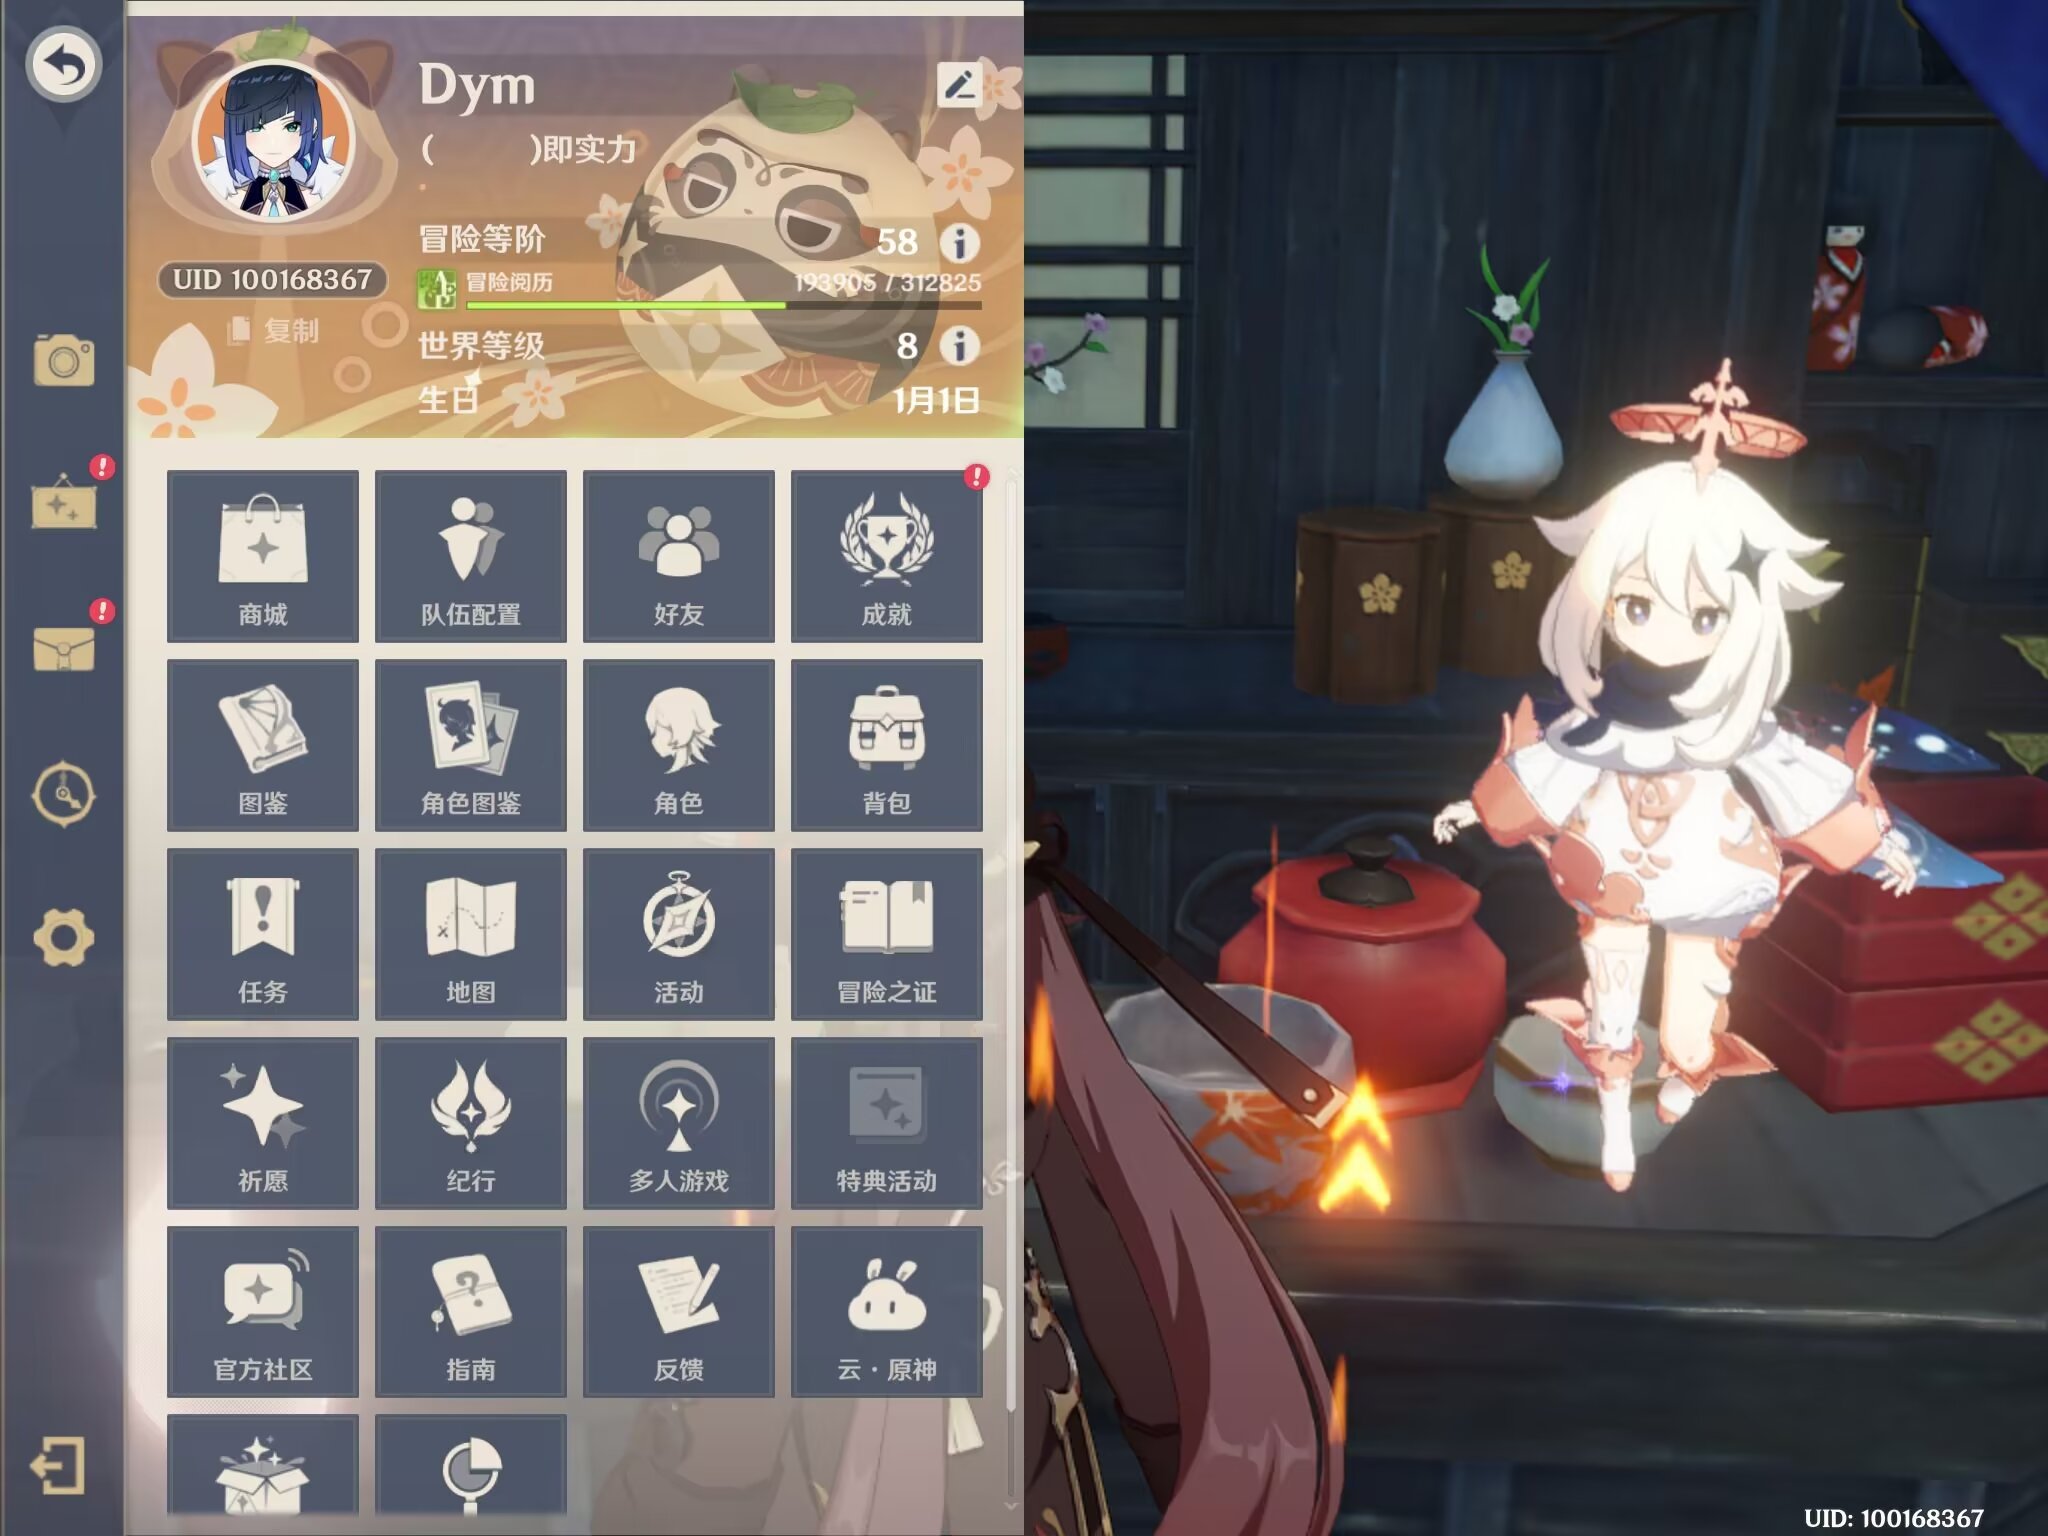 Dym
(          )即实力
冒险等阶 58
冒险阅历 193905 / 312825
UID 100168367
复制
世界等级 8
生日 1月1日
商城 队伍配置 好友 成就
图鉴 角色图鉴 角色 背包
任务 地图 活动 冒险之证
祈愿 纪行 多人游戏 特典活动
官方社区 指南 反馈 云·原神
UID: 100168367